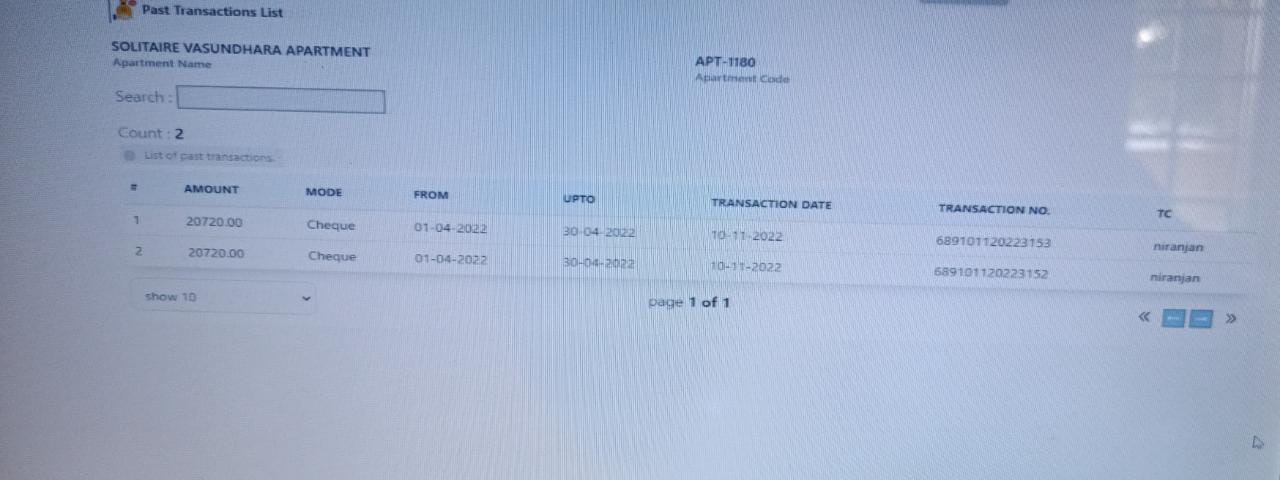 Past Transactions List
SOLITAIRE VASUNDHARA APARTMENT
Apartment Name
APT-1180
Apartment Code
Search :
Count : 2
List of past transactions.
# AMOUNT MODE FROM UPTO TRANSACTION DATE TRANSACTION NO. TC
1 20720.00 Cheque 01-04-2022 30-04-2022 10-11-2022 689101120223153 niranjan
2 20720.00 Cheque 01-04-2022 30-04-2022 10-11-2022 689101120223152 niranjan
show 10
page 1 of 1
« »